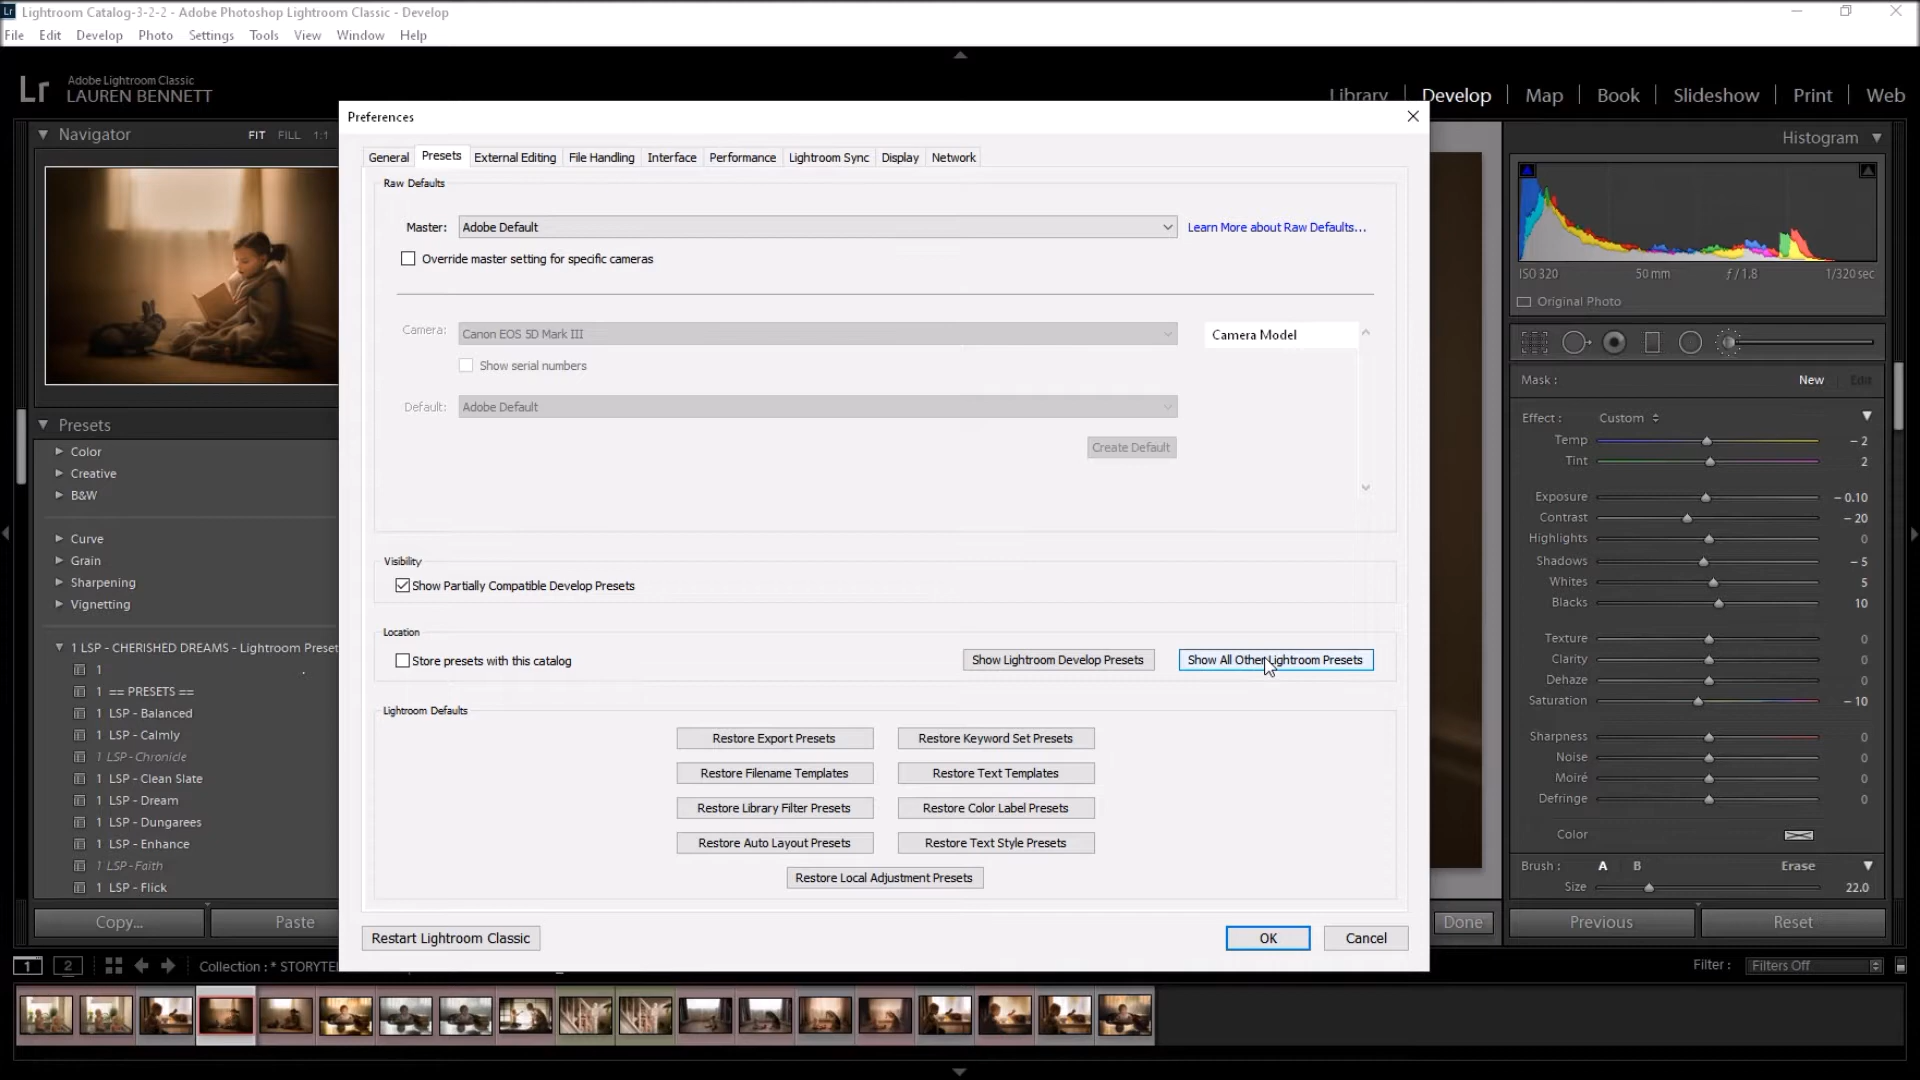 Lr Lightroom Catalog-3-2-2 - Adobe Photoshop Lightroom Classic - Develop
File Edit Develop Photo Settings Tools View Window Help
Lr Adobe Lightroom Classic
LAUREN BENNETT
Library Develop Map Book Slideshow Print Web
Navigator FIT FILL 1:1
Presets
Color
Creative
B&W
Curve
Grain
Sharpening
Vignetting
1 LSP - CHERISHED DREAMS - Lightroom Preset
1
1 == PRESETS ==
1 LSP - Balanced
1 LSP - Calmly
1 LSP - Chronicle
1 LSP - Clean Slate
1 LSP - Dream
1 LSP - Dungarees
1 LSP - Enhance
1 LSP - Faith
1 LSP - Flick
Copy... Paste
Preferences
General Presets External Editing File Handling Interface Performance Lightroom Sync Display Network
Raw Defaults
Master: Adobe Default Learn More about Raw Defaults...
Override master setting for specific cameras
Camera: Canon EOS 5D Mark III Camera Model
Show serial numbers
Default: Adobe Default
Create Default
Visibility
Show Partially Compatible Develop Presets
Location
Store presets with this catalog Show Lightroom Develop Presets Show All Other Lightroom Presets
Lightroom Defaults
Restore Export Presets Restore Keyword Set Presets
Restore Filename Templates Restore Text Templates
Restore Library Filter Presets Restore Color Label Presets
Restore Auto Layout Presets Restore Text Style Presets
Restore Local Adjustment Presets
Restart Lightroom Classic OK Cancel
Histogram
ISO 320 50 mm ƒ / 1.8 1/320 sec
Original Photo
Mask : New Edit
Effect : Custom
Temp – 2
Tint 2
Exposure – 0.10
Contrast – 20
Highlights 0
Shadows – 5
Whites 5
Blacks 10
Texture 0
Clarity 0
Dehaze 0
Saturation – 10
Sharpness 0
Noise 0
Moiré 0
Defringe 0
Color
Brush : A B Erase
Size 22.0
Done Previous Reset
1 2 Collection : * Filter : Filters Off